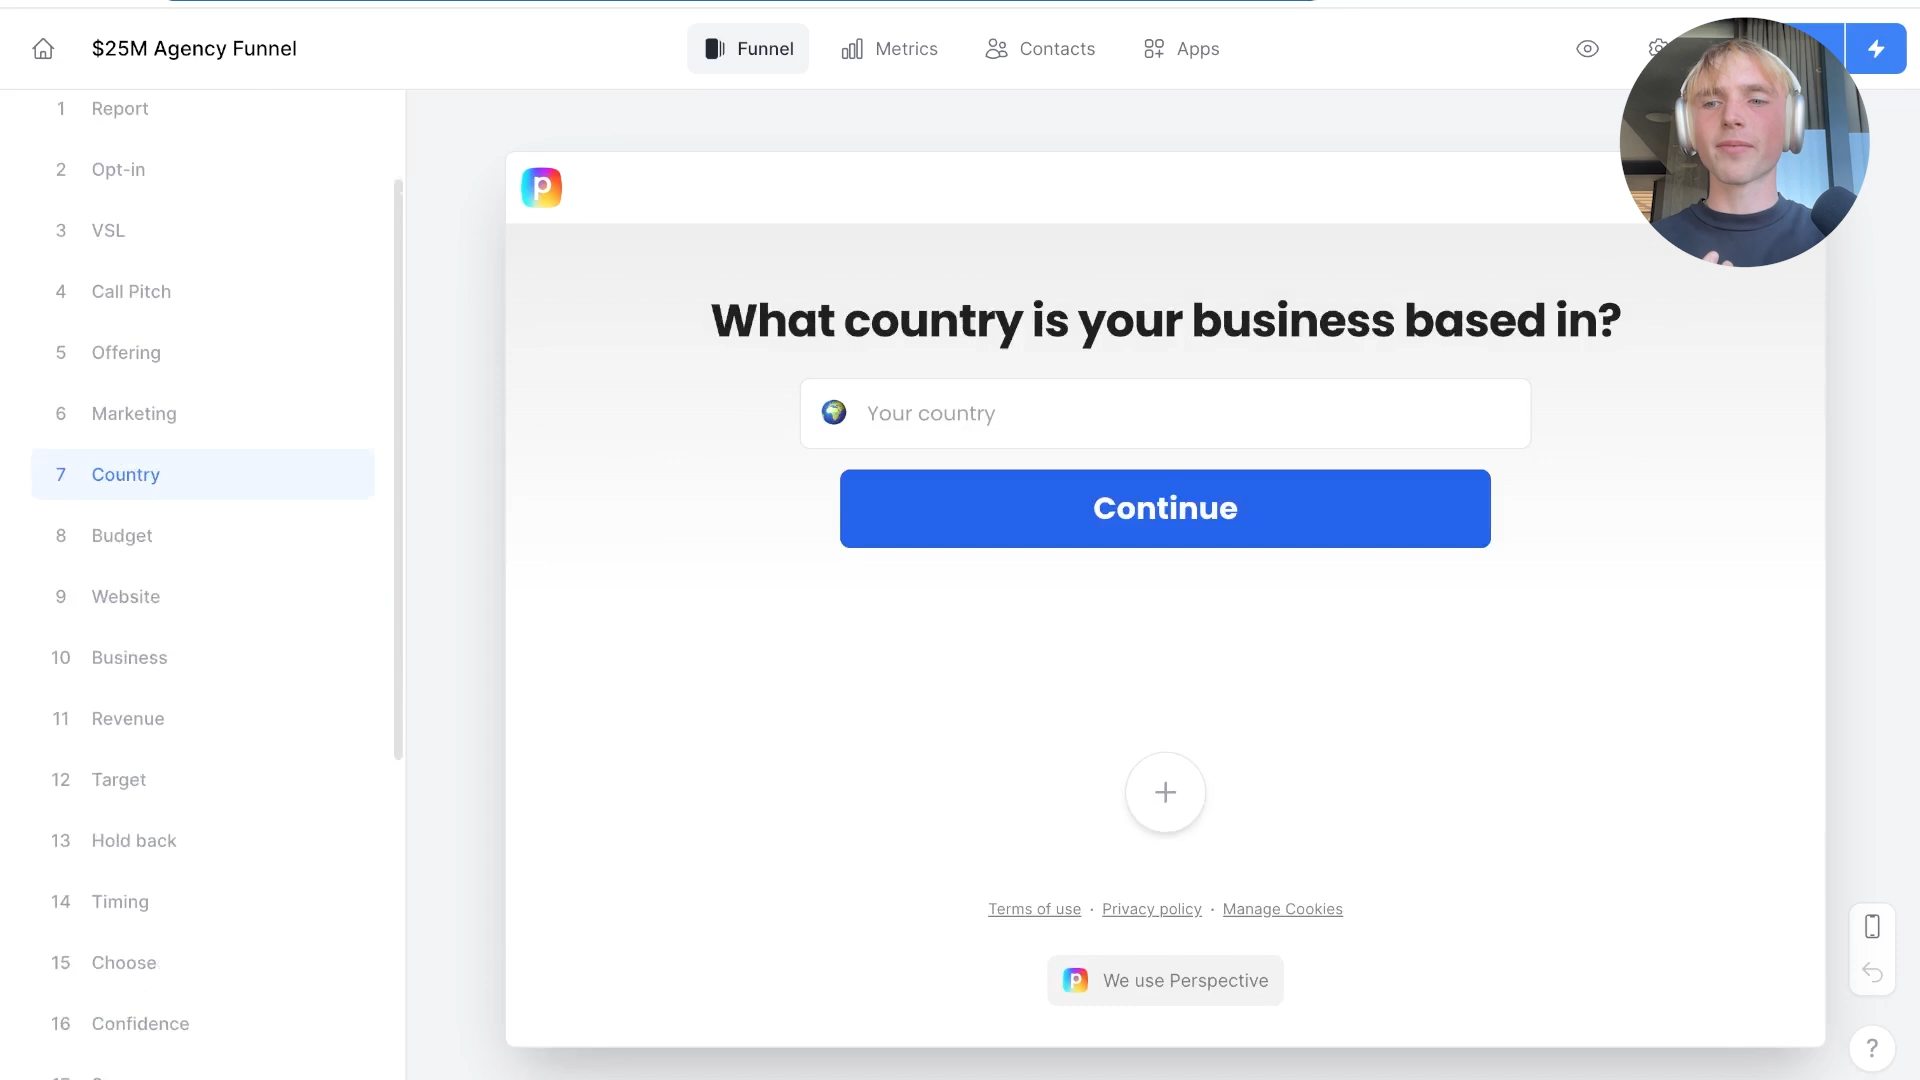 $25M Agency Funnel
Funnel
Metrics
Contacts
Apps
1 Report
2 Opt-in
3 VSL
4 Call Pitch
5 Offering
6 Marketing
7 Country
8 Budget
9 Website
10 Business
11 Revenue
12 Target
13 Hold back
14 Timing
15 Choose
16 Confidence
p
What country is your business based in?
Your country
Continue
Terms of use · Privacy policy · Manage Cookies
p We use Perspective
?